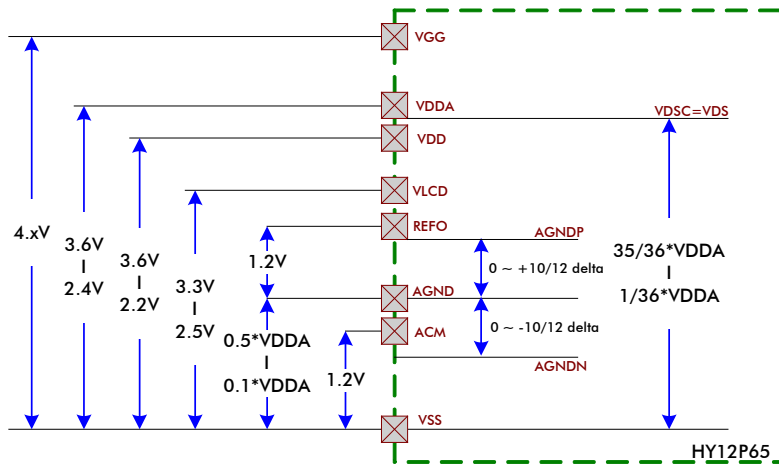 VGG
VDDA
VDSC=VDS
VDD
VLCD
REFO
AGNDP
4.xV
3.6V
I
2.4V
3.6V
I
2.2V
3.3V
I
2.5V
1.2V
0 ~ +10/12 delta
35/36*VDDA
I
1/36*VDDA
AGND
0.5*VDDA
I
0.1*VDDA
ACM
0 ~ -10/12 delta
1.2V
AGNDN
VSS
HY12P65